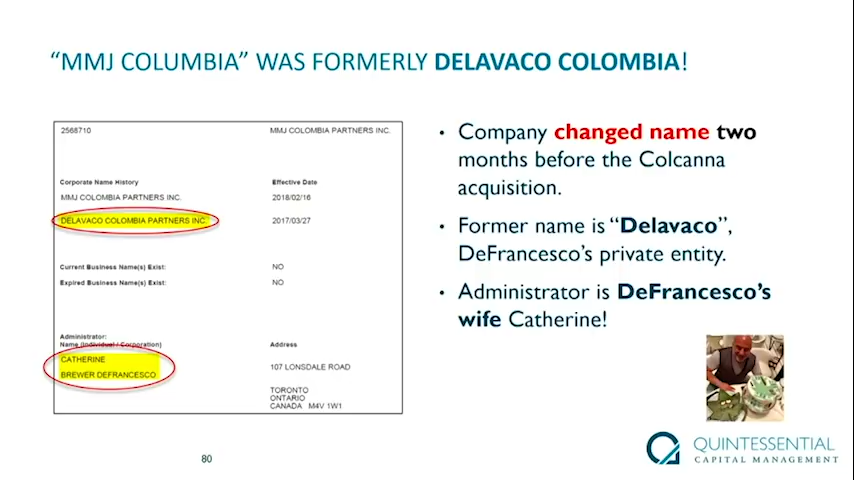 “MMJ COLUMBIA” WAS FORMERLY DELAVACO COLOMBIA!
2568710 MMJ COLOMBIA PARTNERS INC.
Corporate Name History Effective Date
MMJ COLOMBIA PARTNERS INC. 2018/02/16
DELAVACO COLOMBIA PARTNERS INC. 2017/03/27
Current Business Name(s) Exist: NO
Expired Business Name(s) Exist: NO
Administrator:
Name (Individual / Corporation) Address
CATHERINE
BREWER DEFRANCESCO
107 LONSDALE ROAD
TORONTO
ONTARIO
CANADA M4V 1W1
• Company changed name two
months before the Colcanna
acquisition.
• Former name is “Delavaco”,
DeFrancesco’s private entity.
• Administrator is DeFrancesco’s
wife Catherine!
80
QUINTESSENTIAL
CAPITAL MANAGEMENT